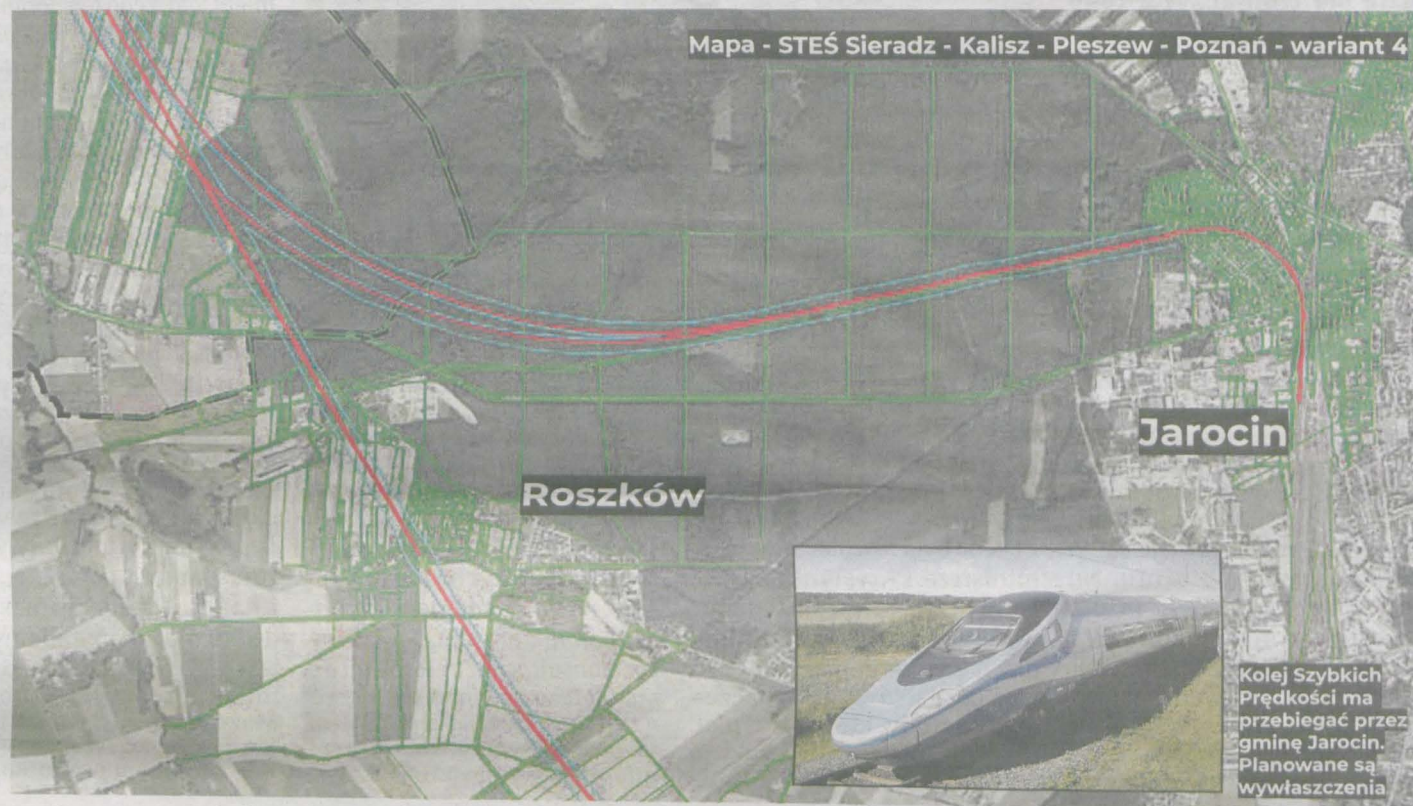 Mapa - STEŚ Sieradz - Kalisz - Pleszew - Poznań - wariant 4
Jarocin
Roszków
Kolej Szybkich
Prędkości ma
przebiegać przez
gminę Jarocin.
Planowane są
wywłaszczenia